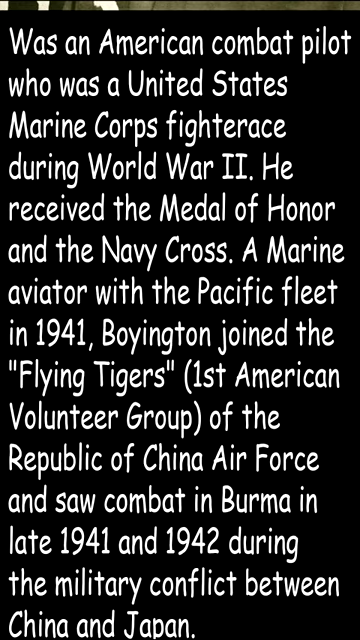 Was an American combat pilot
who was a United States
Marine Corps fighterace
during World War II. He
received the Medal of Honor
and the Navy Cross. A Marine
aviator with the Pacific fleet
in 1941, Boyington joined the
"Flying Tigers" (1st American
Volunteer Group) of the
Republic of China Air Force
and saw combat in Burma in
late 1941 and 1942 during
the military conflict between
China and Japan.